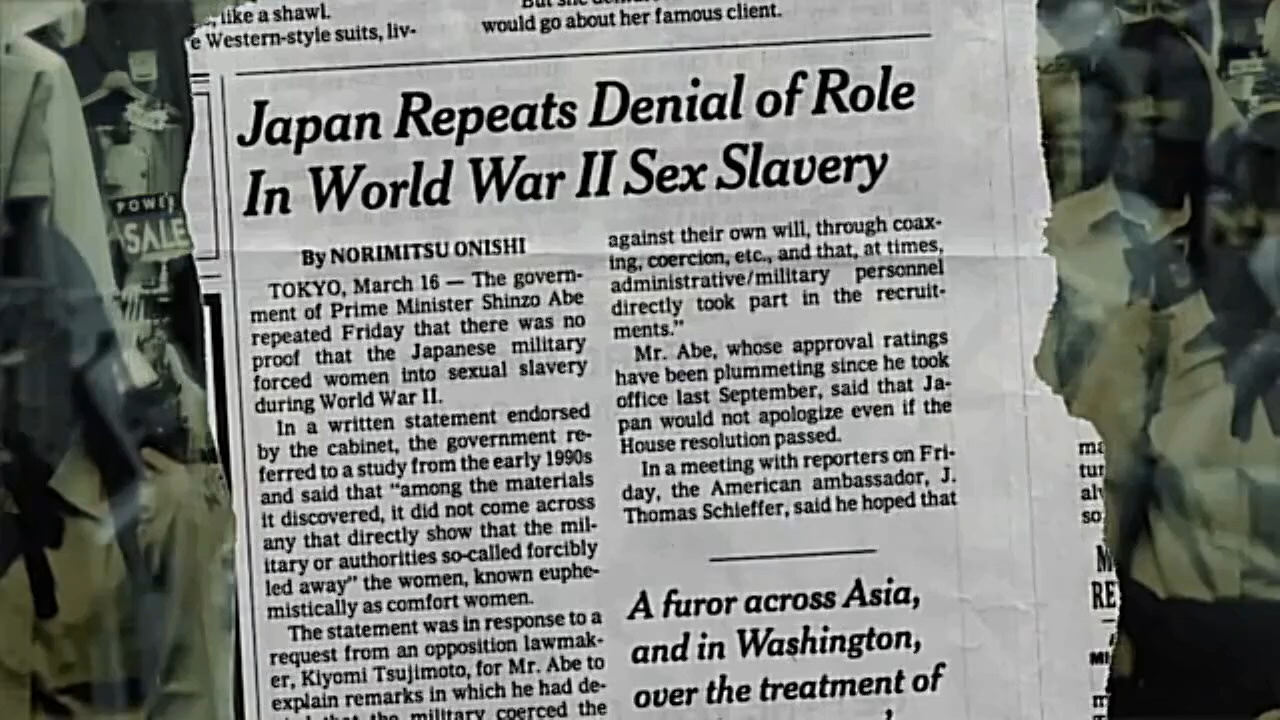 like a shawl.
Western-style suits, liv-
would go about her famous client.
POWER
SALE
Japan Repeats Denial of Role
In World War II Sex Slavery
By NORIMITSU ONISHI
TOKYO, March 16 — The govern-
ment of Prime Minister Shinzo Abe
repeated Friday that there was no
proof that the Japanese military
forced women into sexual slavery
during World War II.
In a written statement endorsed
by the cabinet, the government re-
ferred to a study from the early 1990s
and said that “among the materials
it discovered, it did not come across
any that directly show that the mil-
itary or authorities so-called forcibly
led away” the women, known euphe-
mistically as comfort women.
The statement was in response to a
request from an opposition lawmak-
er, Kiyomi Tsujimoto, for Mr. Abe to
explain remarks in which he had de-
the military coerced the
against their own will, through coax-
ing, coercion, etc., and that, at times,
administrative/military personnel
directly took part in the recruit-
ments.”
Mr. Abe, whose approval ratings
have been plummeting since he took
office last September, said that Ja-
pan would not apologize even if the
House resolution passed.
In a meeting with reporters on Fri-
day, the American ambassador, J.
Thomas Schieffer, said he hoped that
A furor across Asia,
and in Washington,
over the treatment of